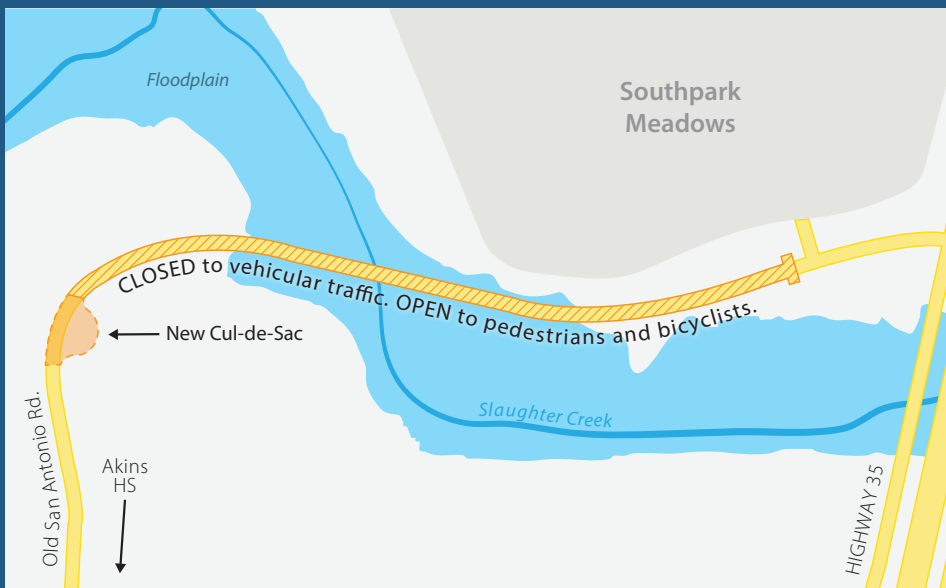 Floodplain
Southpark
Meadows
CLOSED to vehicular traffic. OPEN to pedestrians and bicyclists.
New Cul-de-Sac
Old San Antonio Rd.
Slaughter Creek
Akins
HS
HIGHWAY 35